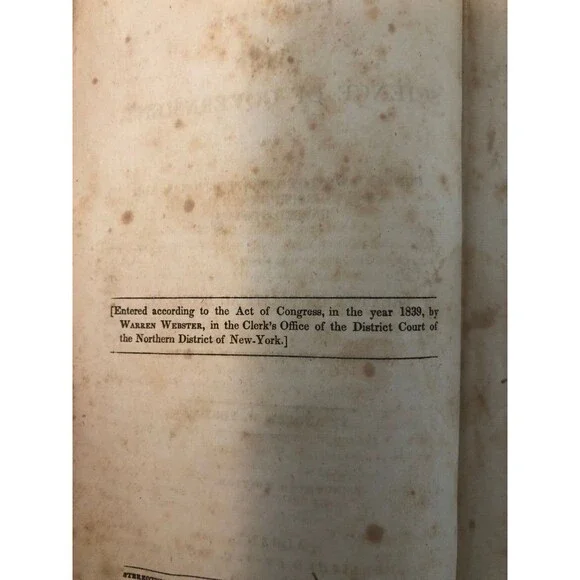 [Entered according to the Act of Congress, in the year 1839, by
WARREN WEBSTER, in the Clerk's Office of the District Court of
the Northern District of New-York.]